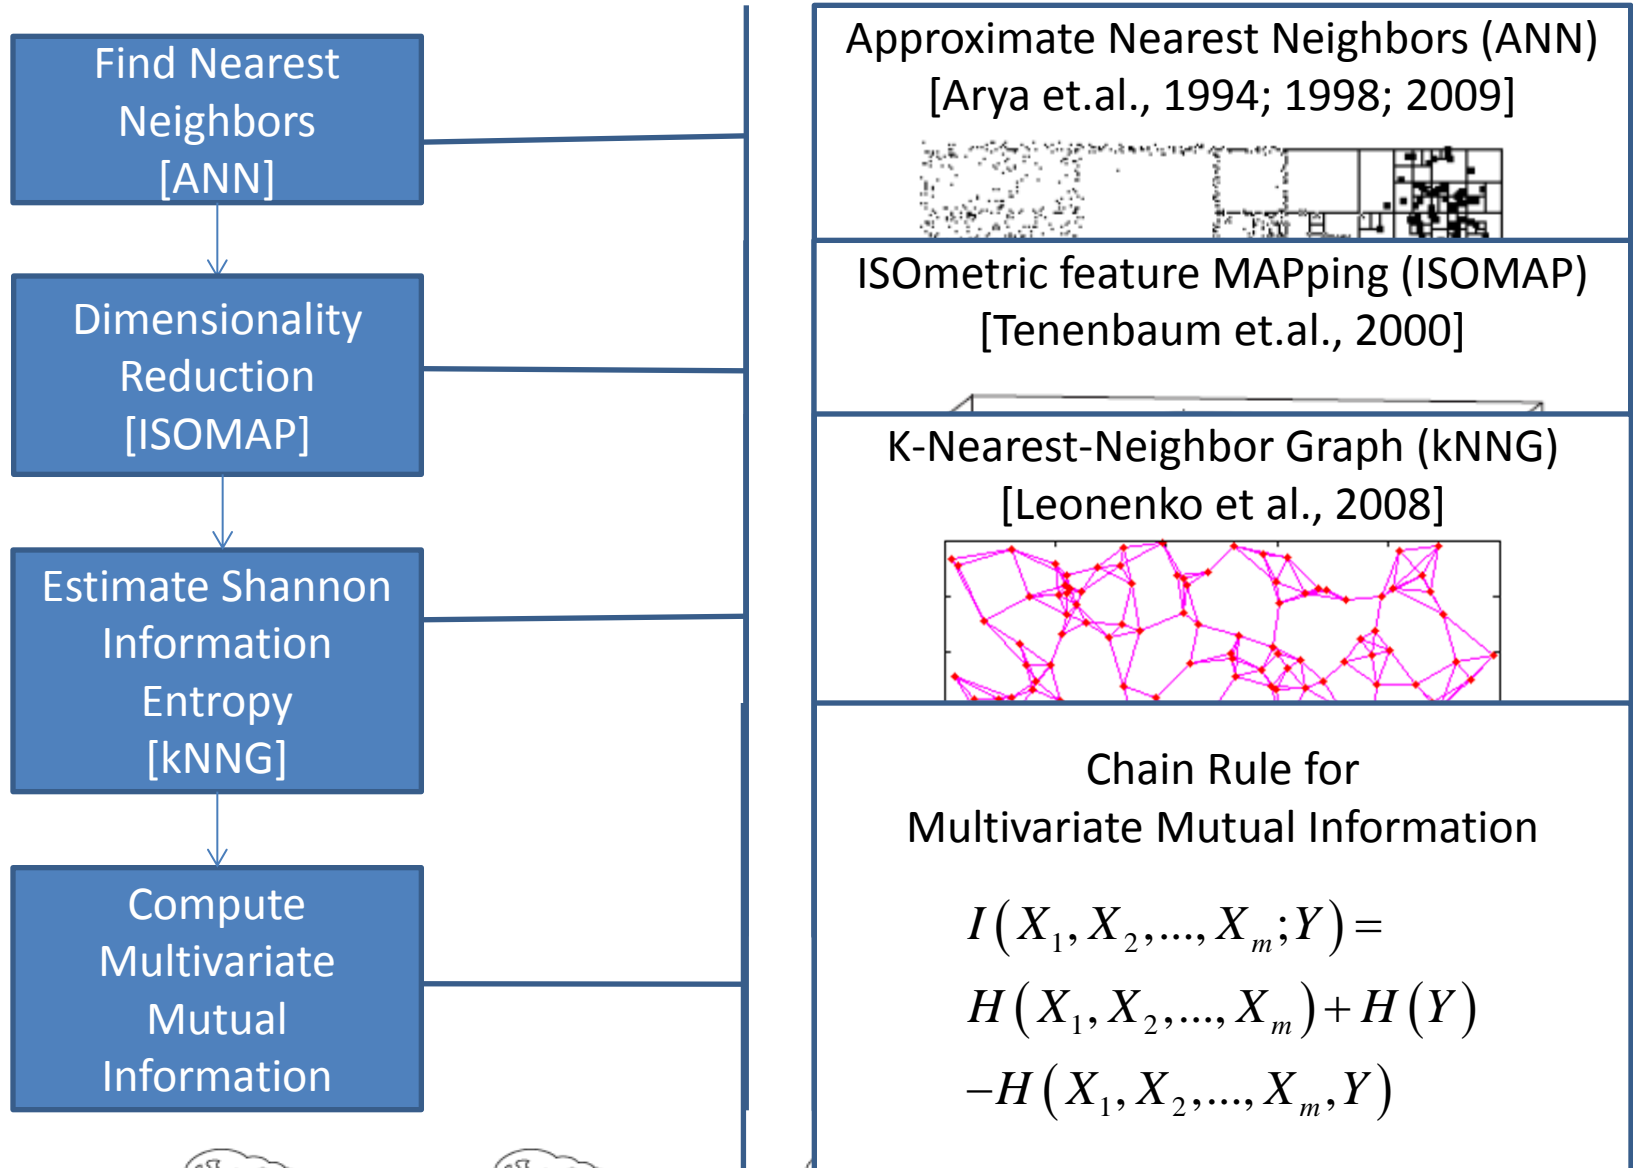 Find Nearest
Neighbors
[ANN]
Dimensionality
Reduction
[ISOMAP]
Estimate Shannon
Information
Entropy
[kNNG]
Compute
Multivariate
Mutual
Information
Approximate Nearest Neighbors (ANN)
[Arya et.al., 1994; 1998; 2009]
ISOmetric feature MAPping (ISOMAP)
[Tenenbaum et.al., 2000]
K-Nearest-Neighbor Graph (kNNG)
[Leonenko et al., 2008]
Chain Rule for
Multivariate Mutual Information
I(X₁, X₂,..., Xₘ;Y) =
H(X₁, X₂,..., Xₘ) + H(Y)
−H(X₁, X₂,..., Xₘ, Y)